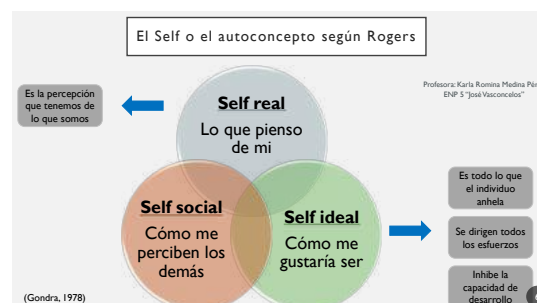 El Self o el autoconcepto según Rogers
Profesora: Karla Romina Medina
ENP 5 "José Vasconcelos"
Es la percepción
que tenemos de
lo que somos
Self real
Lo que pienso
de mi
Self social
Cómo me
perciben los
demás
Self ideal
Cómo me
gustaría ser
Es todo lo que
el individuo
anhela
Se dirigen todos
los esfuerzos
Inhibe la
capacidad de
desarrollo
(Gondra, 1978)